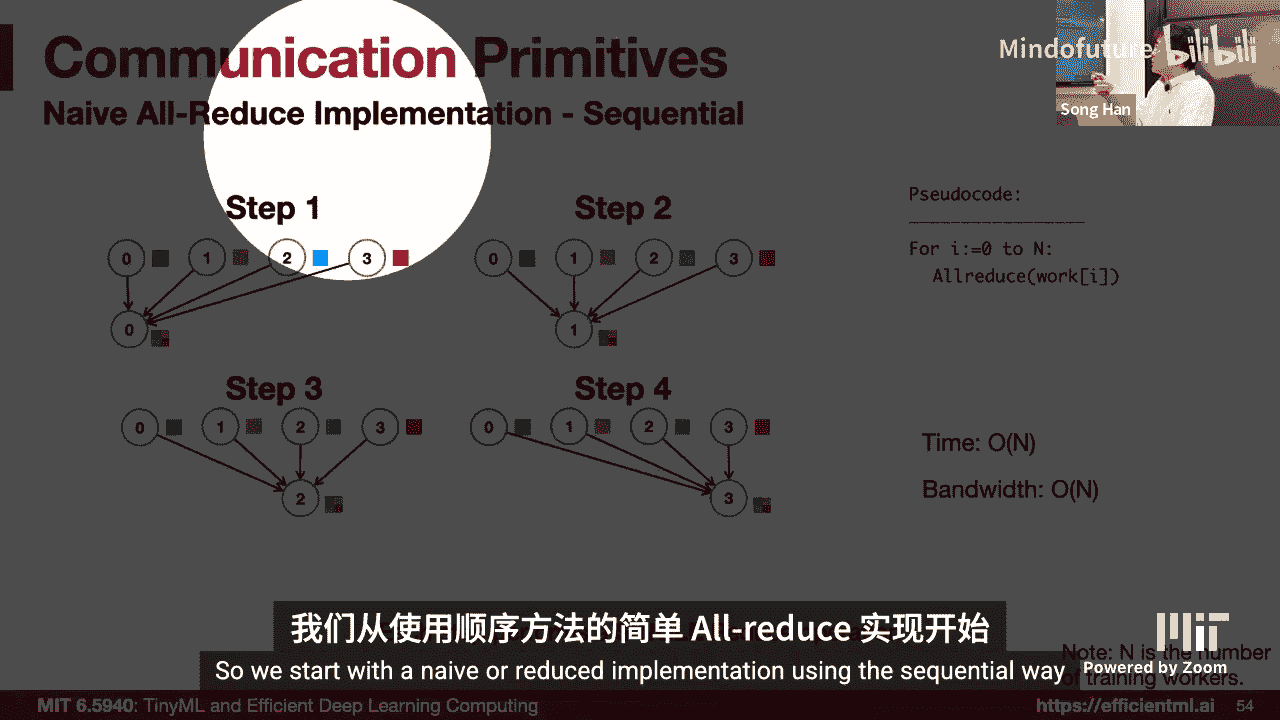 Communication Primitives
Naive All-Reduce Implementation - Sequential
Mindofuture bilibili
Song Han
Step 1
Step 2
0 1 2 3
0 1 2 3
0
1
Step 3
Step 4
0 1 2 3
0 1 2 3
2
3
Pseudocode:
For i:=0 to N:
Allreduce(work[i])
Time: O(N)
Bandwidth: O(N)
我们从使用顺序方法的简单 All-reduce 实现开始
So we start with a naive or reduced implementation using the sequential way
MIT
Note: N is the number
of training workers.
Powered by Zoom
MIT 6.5940: TinyML and Efficient Deep Learning Computing
https://efficientml.ai
54